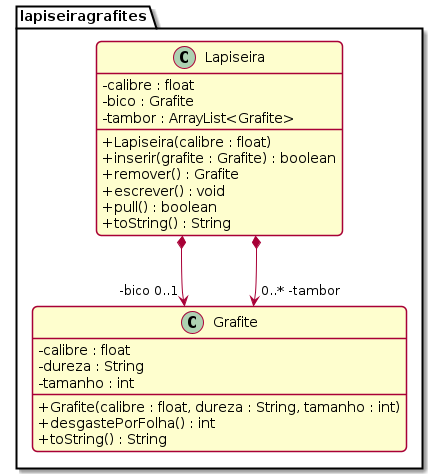 lapiseiragrafites
C Lapiseira
-calibre : float
-bico : Grafite
-tambor : ArrayList<Grafite>
+Lapiseira(calibre : float)
+inserir(grafite : Grafite) : boolean
+remover() : Grafite
+escrever() : void
+pull() : boolean
+toString() : String
-bico 0..1
0..* -tambor
C Grafite
-calibre : float
-dureza : String
-tamanho : int
+Grafite(calibre : float, dureza : String, tamanho : int)
+desgastePorFolha() : int
+toString() : String